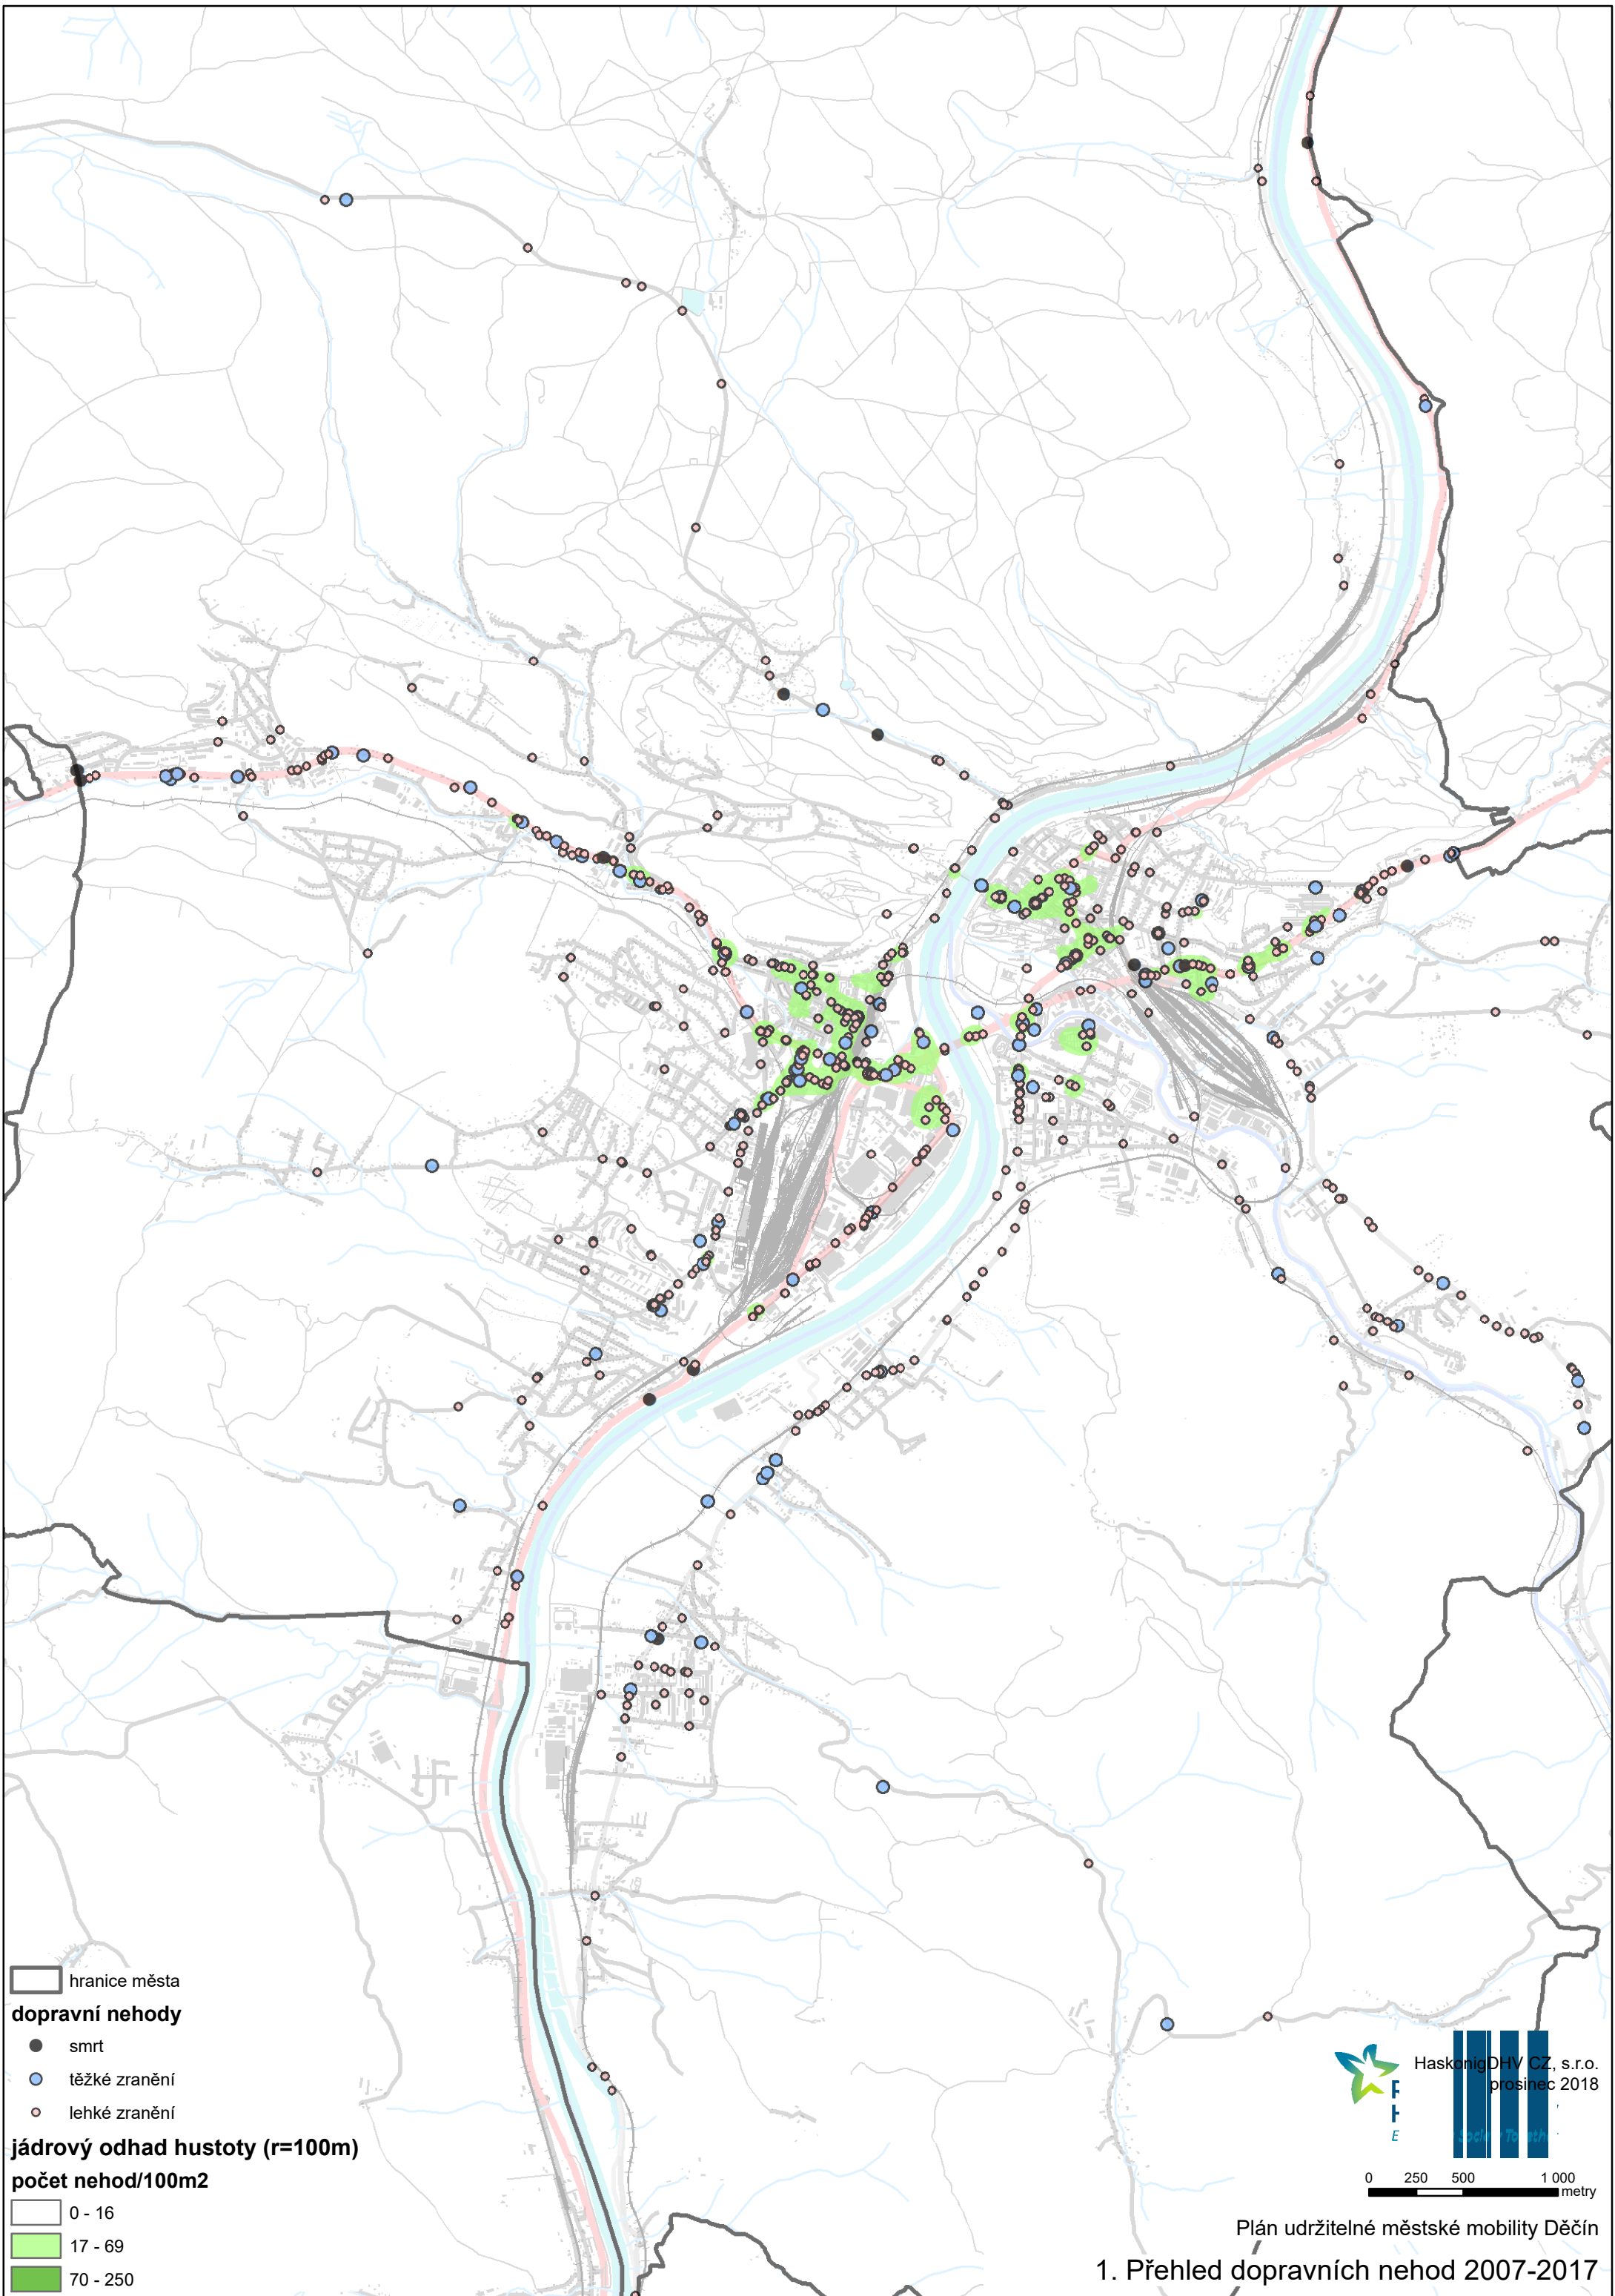 hranice města
dopravní nehody
smrt
těžké zranění
lehké zranění
jádrový odhad hustoty (r=100m)
počet nehod/100m2
0 - 16
17 - 69
70 - 250
HaskonigDHV CZ, s.r.o.
prosinec 2018
0 250 500 1 000
metry
Plán udržitelné městské mobility Děčín
1. Přehled dopravních nehod 2007-2017